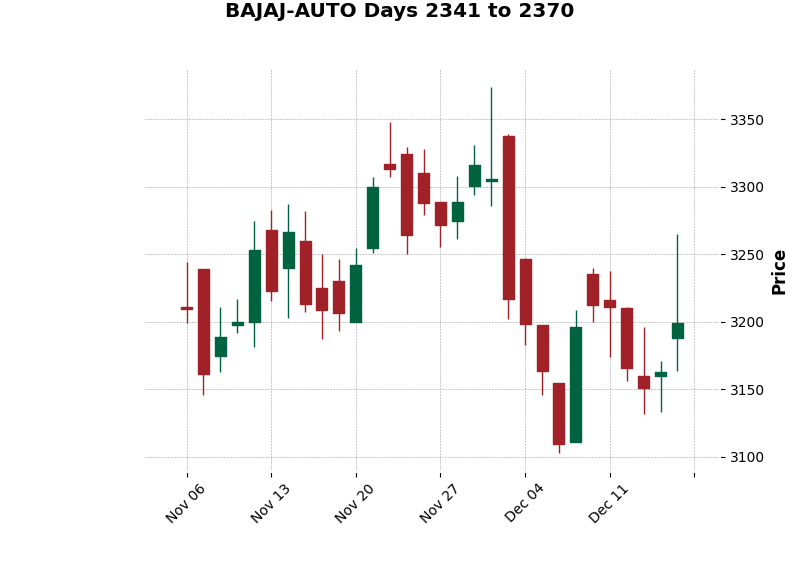 BAJAJ-AUTO Days 2341 to 2370
3350
3300
3250
3200
3150
3100
Price
Nov 06
Nov 13
Nov 20
Nov 27
Dec 04
Dec 11